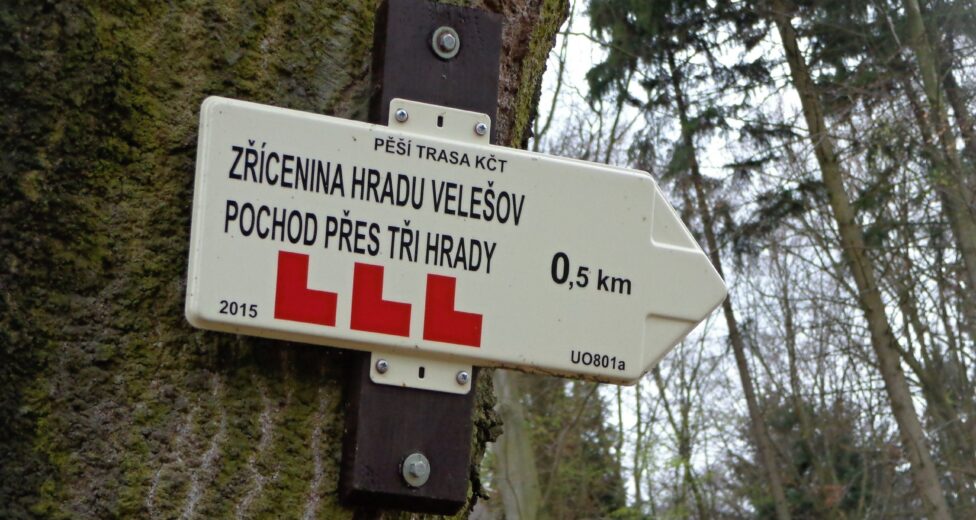 PĚŠÍ TRASA KČT
ZŘÍCENINA HRADU VELEŠOV
POCHOD PŘES TŘI HRADY
0,5 km
2015
UO801a